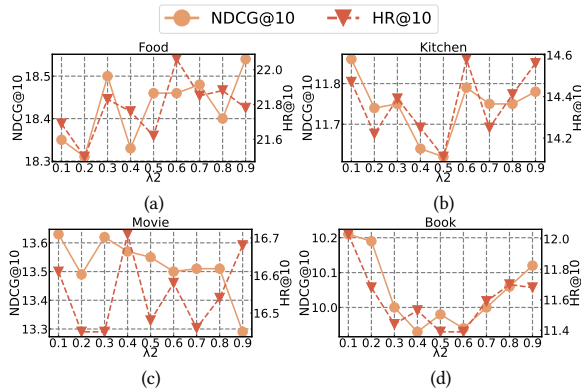 NDCG@10 HR@10
Food Kitchen
NDCG@10 18.5 18.4 18.3 22.0 21.8 21.6 HR@10
NDCG@10 11.8 11.7 14.6 14.4 14.2 HR@10
0.1 0.2 0.3 0.4 0.5 0.6 0.7 0.8 0.9 0.1 0.2 0.3 0.4 0.5 0.6 0.7 0.8 0.9
λ2 λ2
(a) (b)
Movie Book
NDCG@10 13.6 13.5 13.4 13.3 16.7 16.6 16.5 HR@10
NDCG@10 10.2 10.1 10.0 12.0 11.8 11.6 11.4 HR@10
0.1 0.2 0.3 0.4 0.5 0.6 0.7 0.8 0.9 0.1 0.2 0.3 0.4 0.5 0.6 0.7 0.8 0.9
λ2 λ2
(c) (d)